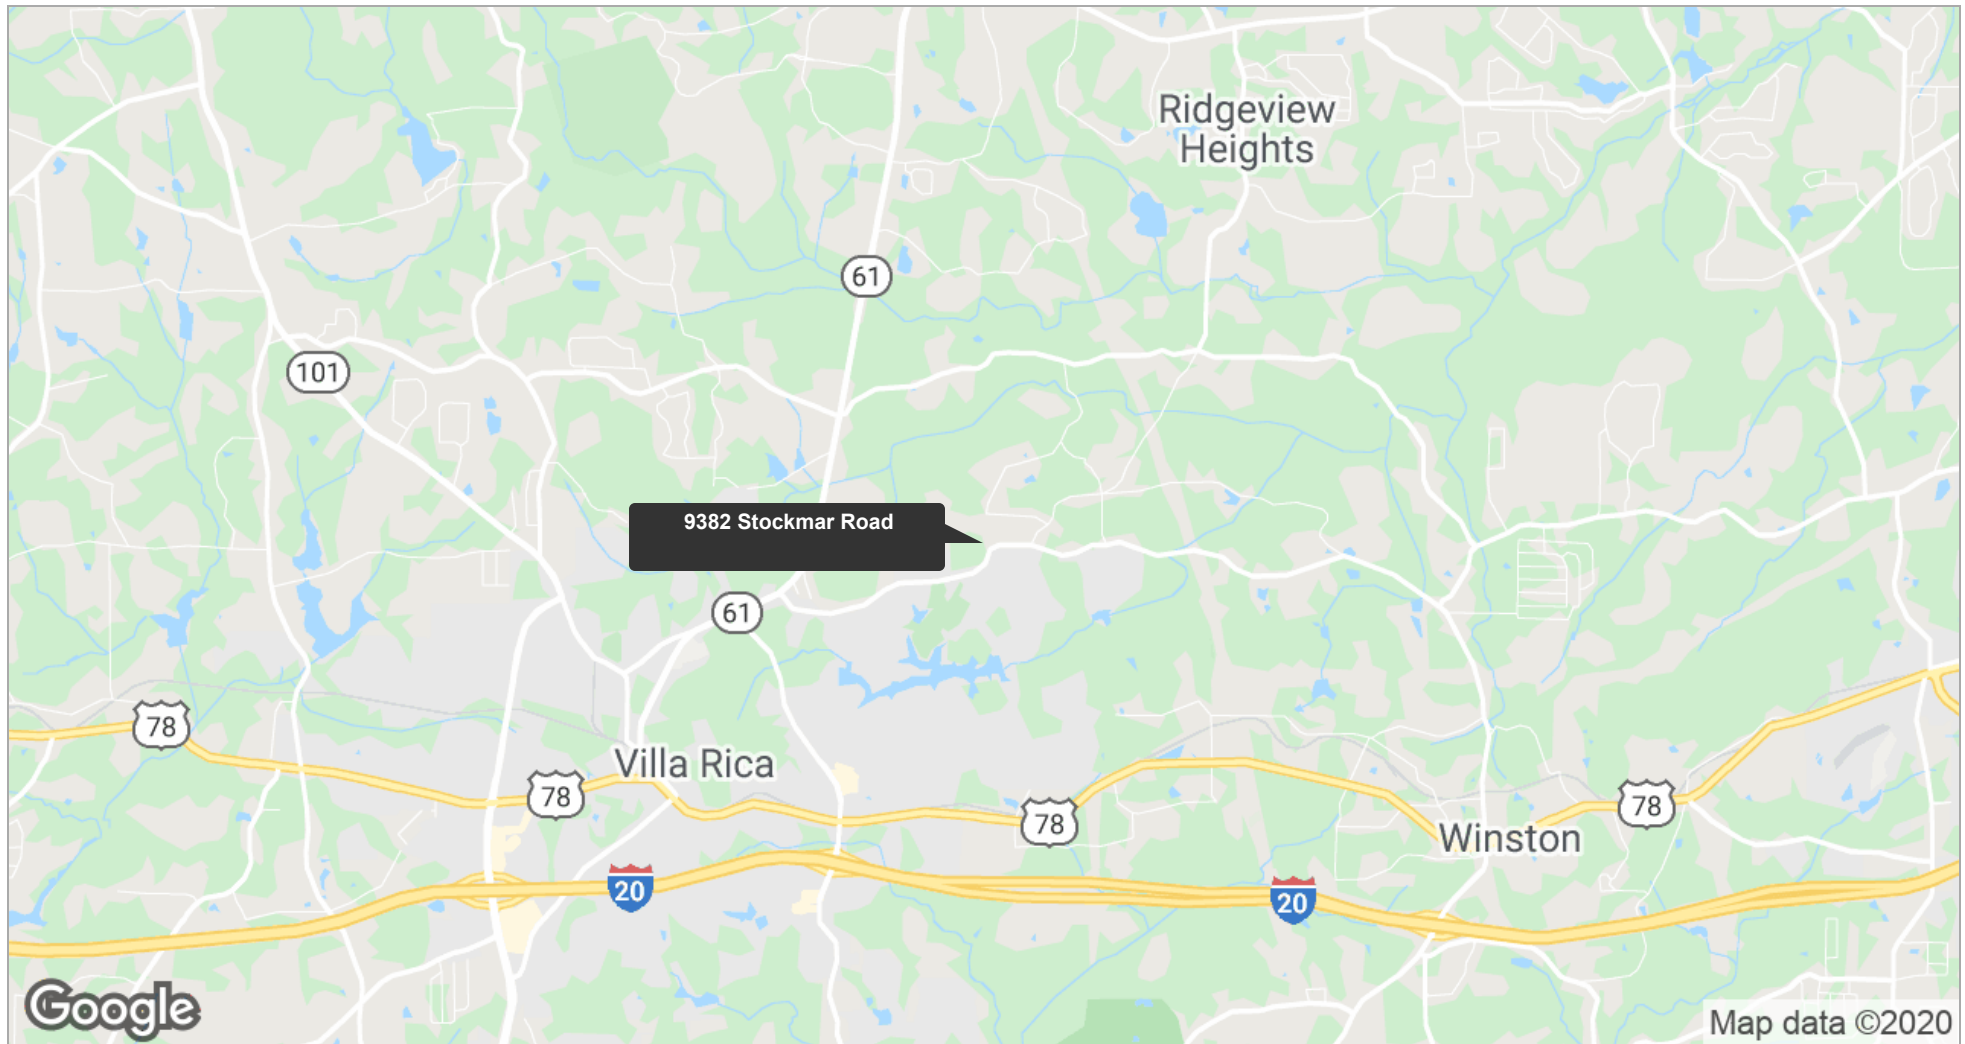 Ridgeview
Heights
61
101
9382 Stockmar Road
61
78
Villa Rica
78
78
78
Winston
20
20
Google
Map data ©2020